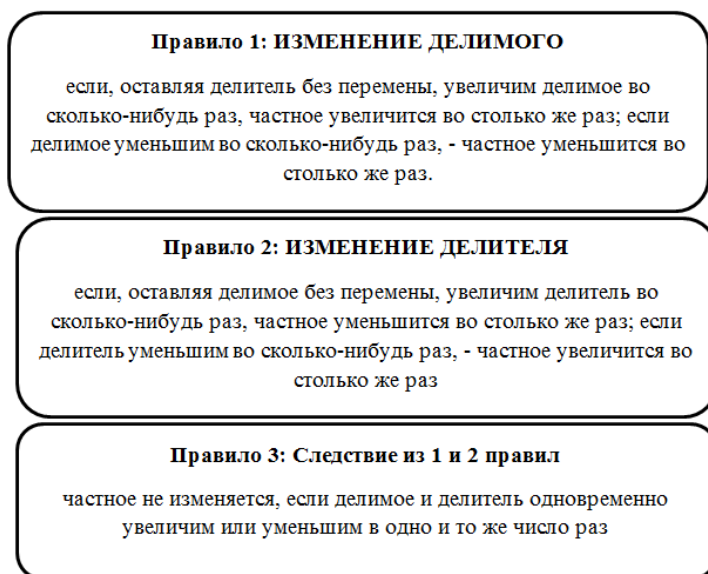 Правило 1: ИЗМЕНЕНИЕ ДЕЛИМОГО
если, оставляя делитель без перемены, увеличим делимое во
сколько-нибудь раз, частное увеличится во столько же раз; если
делимое уменьшим во сколько-нибудь раз, - частное уменьшится во
столько же раз.
Правило 2: ИЗМЕНЕНИЕ ДЕЛИТЕЛЯ
если, оставляя делимое без перемены, увеличим делитель во
сколько-нибудь раз, частное уменьшится во столько же раз; если
делитель уменьшим во сколько-нибудь раз, - частное увеличится во
столько же раз
Правило 3: Следствие из 1 и 2 правил
частное не изменяется, если делимое и делитель одновременно
увеличим или уменьшим в одно и то же число раз